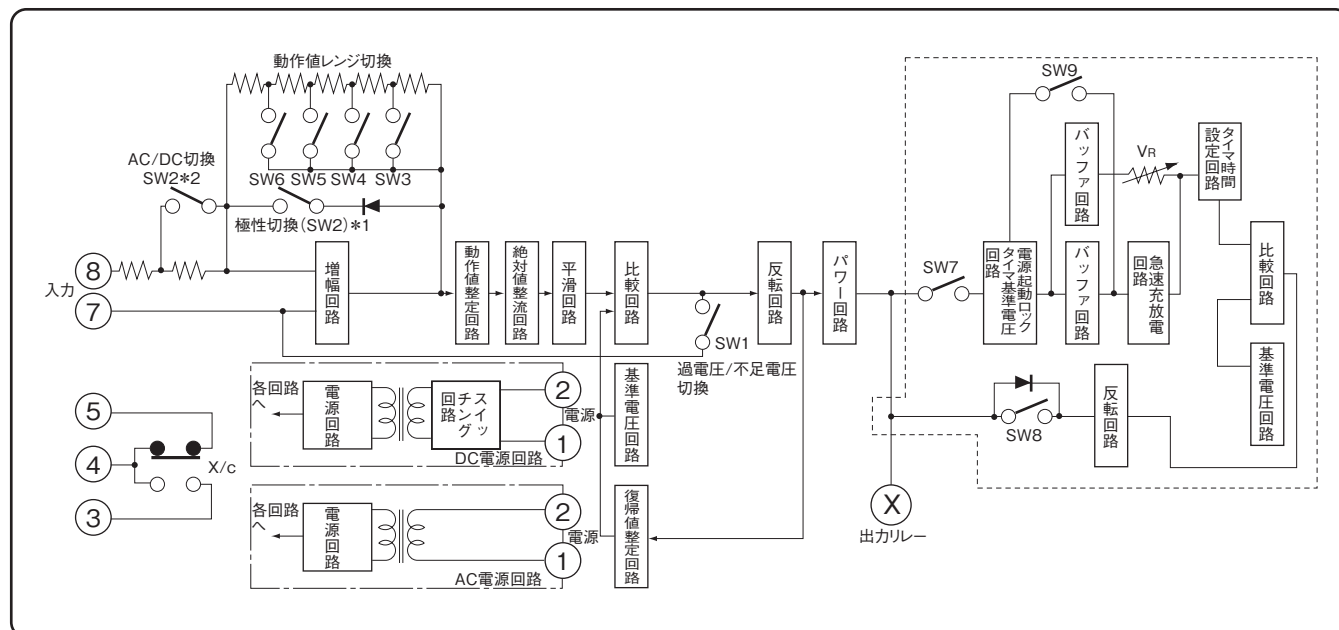 動作値レンジ切換
AC/DC切換
SW2*2
SW6 SW5 SW4 SW3
極性切換(SW2)*1
⑧
入力
⑦
増幅回路
動作値整定回路
絶対値整流回路
平滑回路
比較回路
SW1
過電圧/不足電圧
切換
反転回路
パワー回路
SW7
SW9
電源起動ロック
タイマ基準電圧
回路
バッファ回路
バッファ回路
VR
急速充放電
回路
タイマ時間
設定回路
比較回路
基準電圧回路
SW8
反転回路
X
出力リレー
⑤
④
③
X/c
各回路
へ
電源回路
スイッ
チング
回路
②
電源
①
DC電源回路
基準電圧回路
各回路
へ
電源回路
②
電源
①
AC電源回路
復帰値整定回路